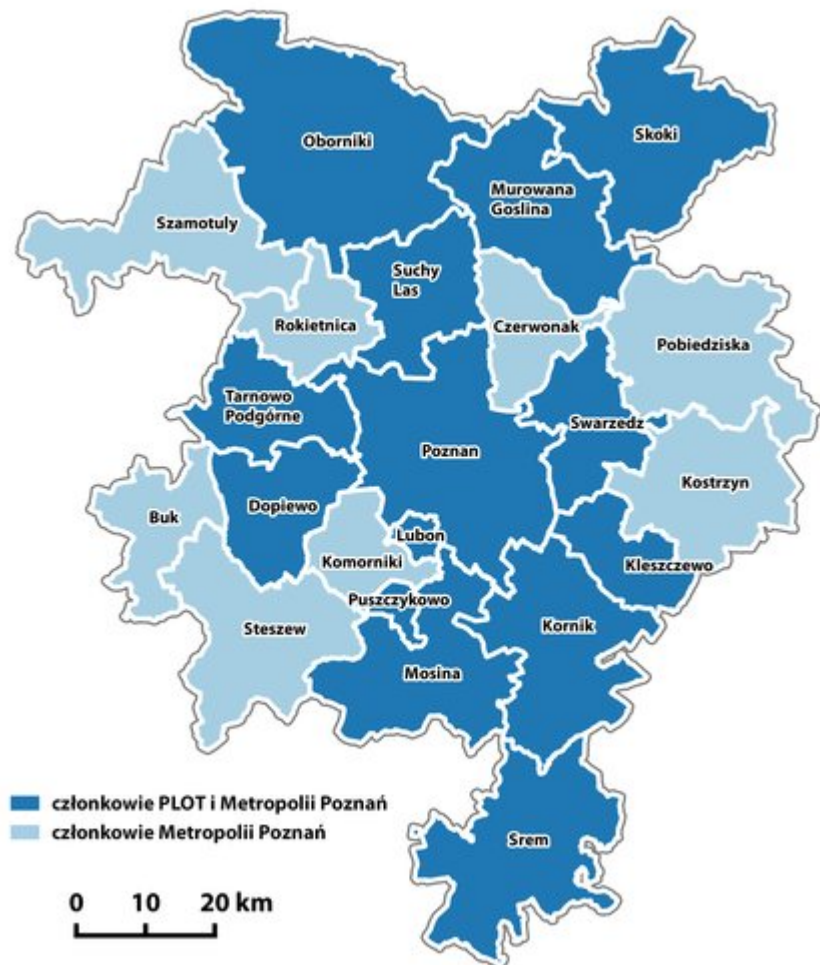 Oborniki
Skoki
Murowana
Goslina
Szamotuly
Suchy
Las
Rokietnica
Czerwonak
Pobiedziska
Tarnowo
Podgórne
Swarzedz
Poznan
Kostrzyn
Buk
Dopiewo
Lubon
Komorniki
Kleszczewo
Puszczykowo
Steszew
Kornik
Mosina
członkowie PLOT i Metropolii Poznań
członkowie Metropolii Poznań
Srem
0 10 20 km